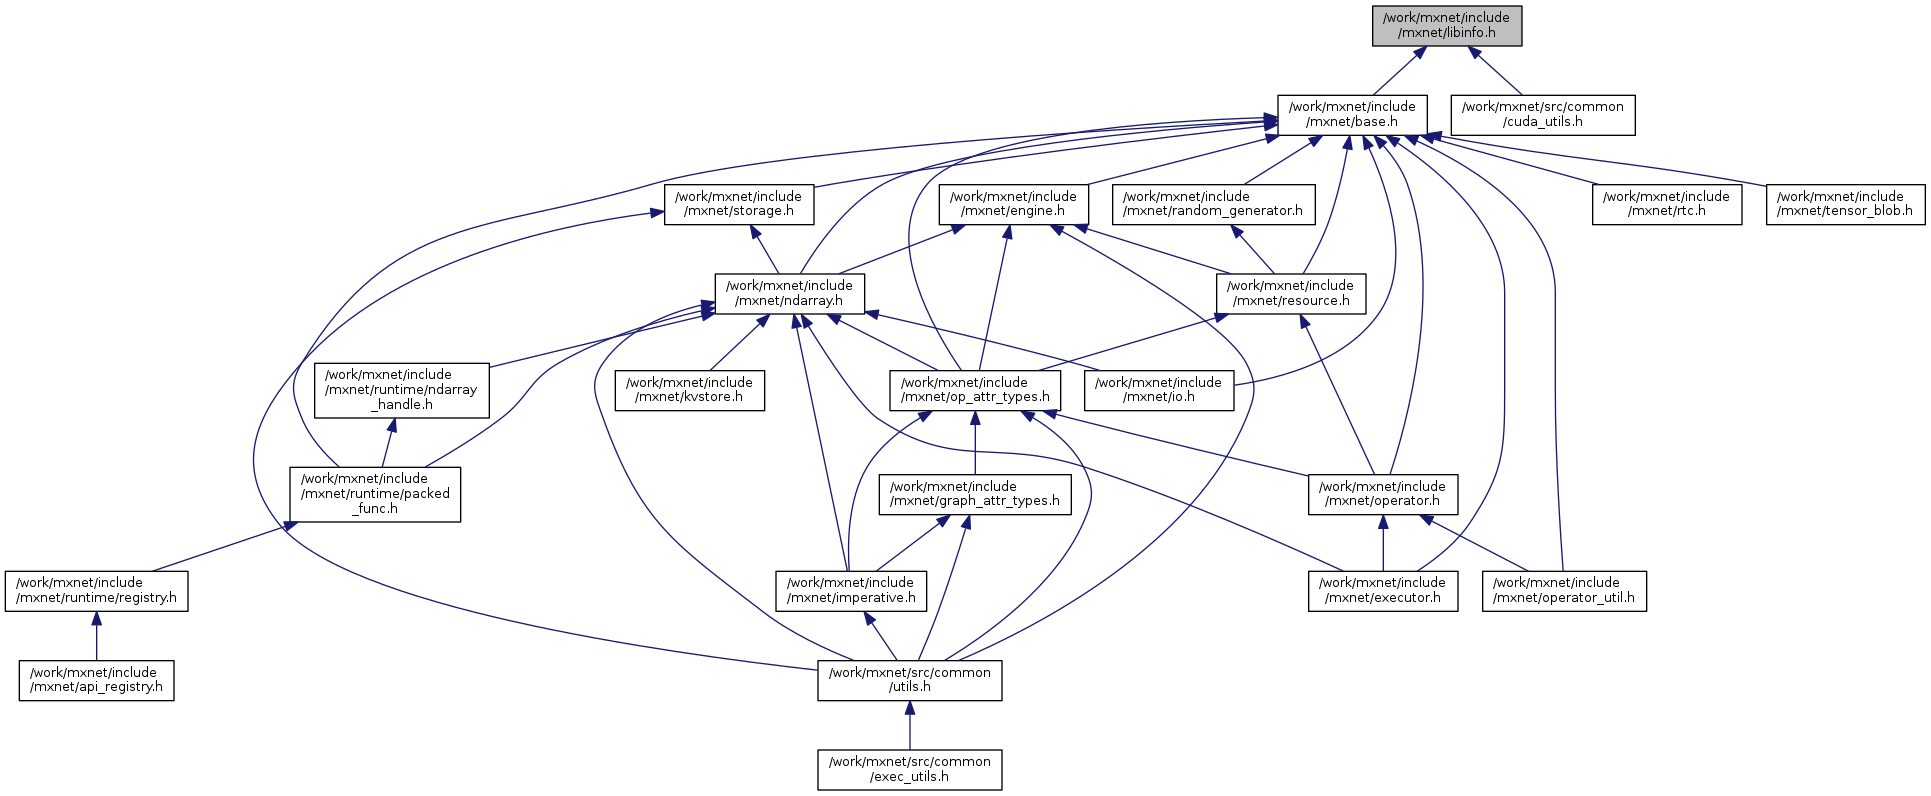 /work/mxnet/include
/mxnet/libinfo.h
/work/mxnet/include
/mxnet/base.h
/work/mxnet/src/common
/cuda_utils.h
/work/mxnet/include
/mxnet/storage.h
/work/mxnet/include
/mxnet/engine.h
/work/mxnet/include
/mxnet/random_generator.h
/work/mxnet/include
/mxnet/rtc.h
/work/mxnet/include
/mxnet/tensor_blob.h
/work/mxnet/include
/mxnet/ndarray.h
/work/mxnet/include
/mxnet/resource.h
/work/mxnet/include
/mxnet/runtime/ndarray
_handle.h
/work/mxnet/include
/mxnet/kvstore.h
/work/mxnet/include
/mxnet/op_attr_types.h
/work/mxnet/include
/mxnet/io.h
/work/mxnet/include
/mxnet/runtime/packed
_func.h
/work/mxnet/include
/mxnet/graph_attr_types.h
/work/mxnet/include
/mxnet/operator.h
/work/mxnet/include
/mxnet/runtime/registry.h
/work/mxnet/include
/mxnet/imperative.h
/work/mxnet/include
/mxnet/executor.h
/work/mxnet/include
/mxnet/operator_util.h
/work/mxnet/include
/mxnet/api_registry.h
/work/mxnet/src/common
/utils.h
/work/mxnet/src/common
/exec_utils.h